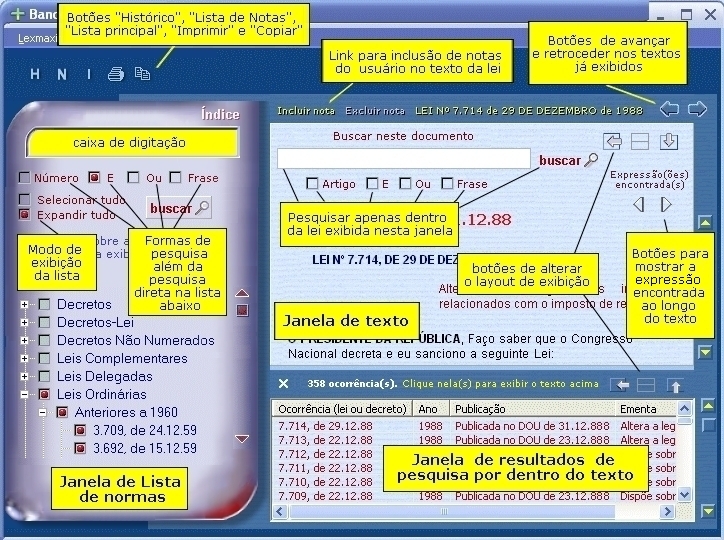 Banc
Lexmaxi
Botões "Histórico", "Lista de Notas",
"Lista principal", "Imprimir" e "Copiar"
Link para inclusão de notas
do usuário no texto da lei
Botões de avançar
e retroceder nos textos
já exibidos
H N I
Índice
caixa de digitação
Número E Ou Frase
Selecionar tudo
Expandir tudo
buscar
Modo de
exibição
da lista
Formas de
pesquisa
além da
pesquisa
direta na lista
abaixo
Decretos
Decretos-Lei
Decretos Não Numerados
Leis Complementares
Leis Delegadas
Leis Ordinárias
Anteriores a 1960
3.709, de 24.12.59
3.692, de 15.12.59
Janela de Lista
de normas
Incluir nota Excluir nota LEI Nº 7.714 de 29 DE DEZEMBRO de 1988
Buscar neste documento
buscar
Artigo E Ou Frase
Expressão(ões)
encontrada(s)
Pesquisar apenas dentro
da lei exibida nesta janela
.12.88
LEI Nº 7.714, DE 29 DE DEZ
botões de alterar
o layout de exibição
Botões para
mostrar a
expressão
encontrada
ao longo
do texto
Alte
relacionados com o imposto de re
Janela de texto
O PRESIDENTE DA REPÚBLICA, Faço saber que o Congresso
Nacional decreta e eu sanciono a seguinte Lei:
358 ocorrência(s). Clique nela(s) para exibir o texto acima
Ocorrência (lei ou decreto) Ano Publicação Ementa
7.714, de 29.12.88 1988 Publicada no DOU de 31.12.888 Altera a leg
7.713, de 22.12.88 1988 Publicada no DOU de 23.12.888 Altera a leg
7.712, de 22.12.88 sobr
7.711, de 22.12.88 sobr
7.710, de 22.12.88 sobr
7.709, de 22.12.88 1988 Publicada no DOU de 23.12.888 Dispõe sobr
Janela de resultados de
pesquisa por dentro do texto